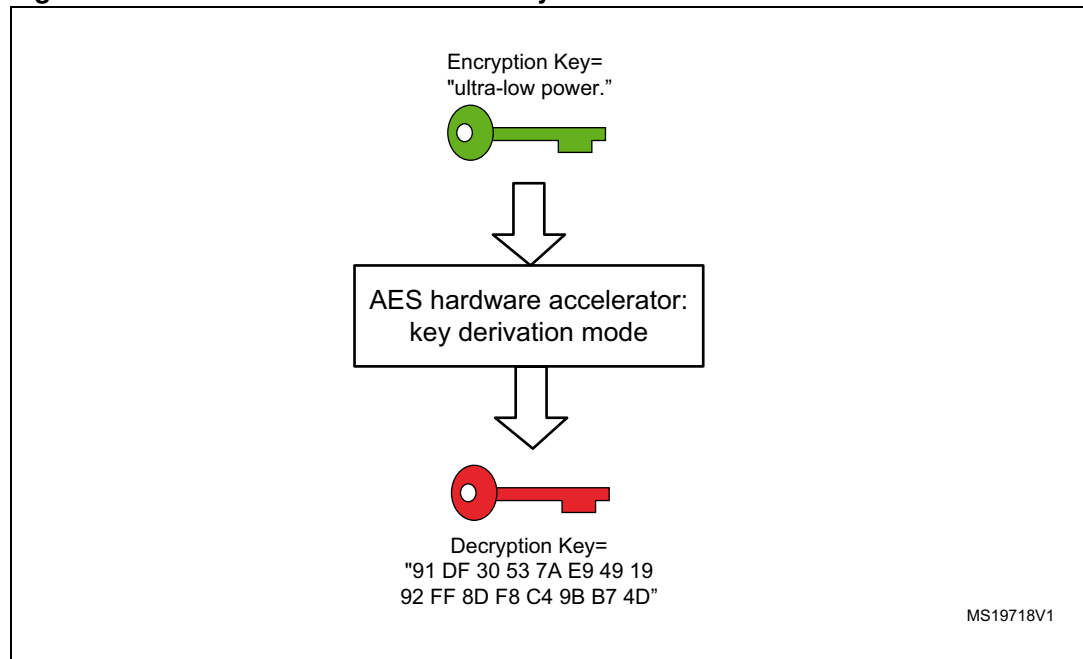 Encryption Key=
"ultra-low power.”
AES hardware accelerator:
key derivation mode
Decryption Key=
"91 DF 30 53 7A E9 49 19
92 FF 8D F8 C4 9B B7 4D”
MS19718V1